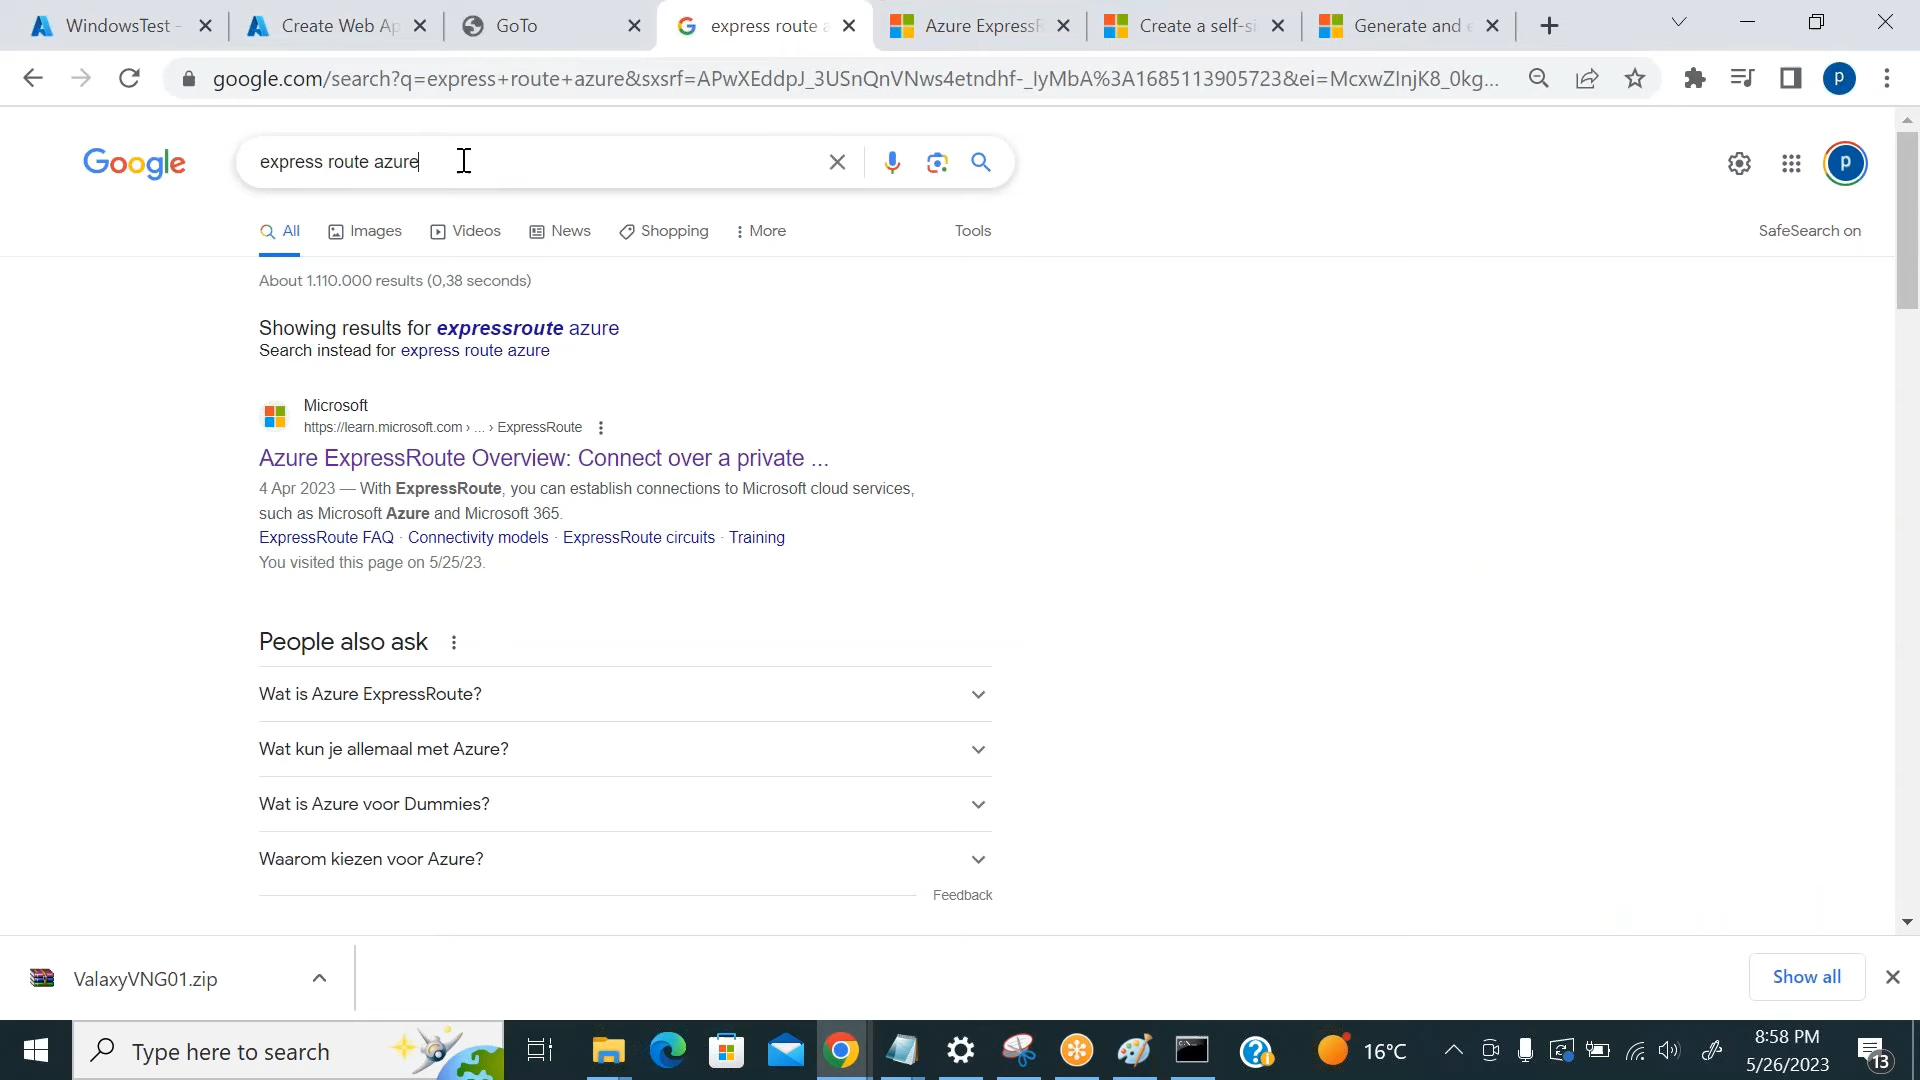 WindowsTest -
Create Web Ap
GoTo
express route a
Azure ExpressR
Create a self-si
Generate and e
google.com/search?q=express+route+azure&sxsrf=APwXEddpJ_3USnQnVNws4etndhf-_IyMbA%3A1685113905723&ei=McxwZInjK8_0kg...
p
Google
express route azure
p
All
Images
Videos
News
Shopping
More
Tools
SafeSearch on
About 1.110.000 results (0,38 seconds)
Showing results for expressroute azure
Search instead for express route azure
Microsoft
https://learn.microsoft.com › ... › ExpressRoute
Azure ExpressRoute Overview: Connect over a private ...
4 Apr 2023 — With ExpressRoute, you can establish connections to Microsoft cloud services,
such as Microsoft Azure and Microsoft 365.
ExpressRoute FAQ · Connectivity models · ExpressRoute circuits · Training
You visited this page on 5/25/23.
People also ask
Wat is Azure ExpressRoute?
Wat kun je allemaal met Azure?
Wat is Azure voor Dummies?
Waarom kiezen voor Azure?
Feedback
ValaxyVNG01.zip
Show all
Type here to search
16°C
8:58 PM
5/26/2023
13